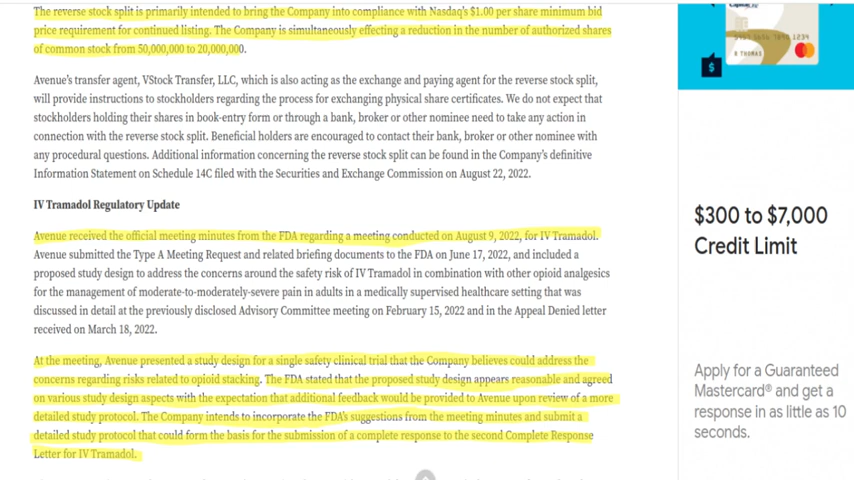 The reverse stock split is primarily intended to bring the Company into compliance with Nasdaq's $1.00 per share minimum bid
price requirement for continued listing. The Company is simultaneously effecting a reduction in the number of authorized shares
of common stock from 50,000,000 to 20,000,000.
Avenue's transfer agent, VStock Transfer, LLC, which is also acting as the exchange and paying agent for the reverse stock split,
will provide instructions to stockholders regarding the process for exchanging physical share certificates. We do not expect that
stockholders holding their shares in book-entry form or through a bank, broker or other nominee need to take any action in
connection with the reverse stock split. Beneficial holders are encouraged to contact their bank, broker or other nominee with
any procedural questions. Additional information concerning the reverse stock split can be found in the Company's definitive
Information Statement on Schedule 14C filed with the Securities and Exchange Commission on August 22, 2022.
IV Tramadol Regulatory Update
Avenue received the official meeting minutes from the FDA regarding a meeting conducted on August 9, 2022, for IV Tramadol.
Avenue submitted the Type A Meeting Request and related briefing documents to the FDA on June 17, 2022, and included a
proposed study design to address the concerns around the safety risk of IV Tramadol in combination with other opioid analgesics
for the management of moderate-to-moderately-severe pain in adults in a medically supervised healthcare setting that was
discussed in detail at the previously disclosed Advisory Committee meeting on February 15, 2022 and in the Appeal Denied letter
received on March 18, 2022.
At the meeting, Avenue presented a study design for a single safety clinical trial that the Company believes could address the
concerns regarding risks related to opioid stacking. The FDA stated that the proposed study design appears reasonable and agreed
on various study design aspects with the expectation that additional feedback would be provided to Avenue upon review of a more
detailed study protocol. The Company intends to incorporate the FDA's suggestions from the meeting minutes and submit a
detailed study protocol that could form the basis for the submission of a complete response to the second Complete Response
Letter for IV Tramadol.
$
$300 to $7,000
Credit Limit
Apply for a Guaranteed
Mastercard® and get a
response in as little as 10
seconds.